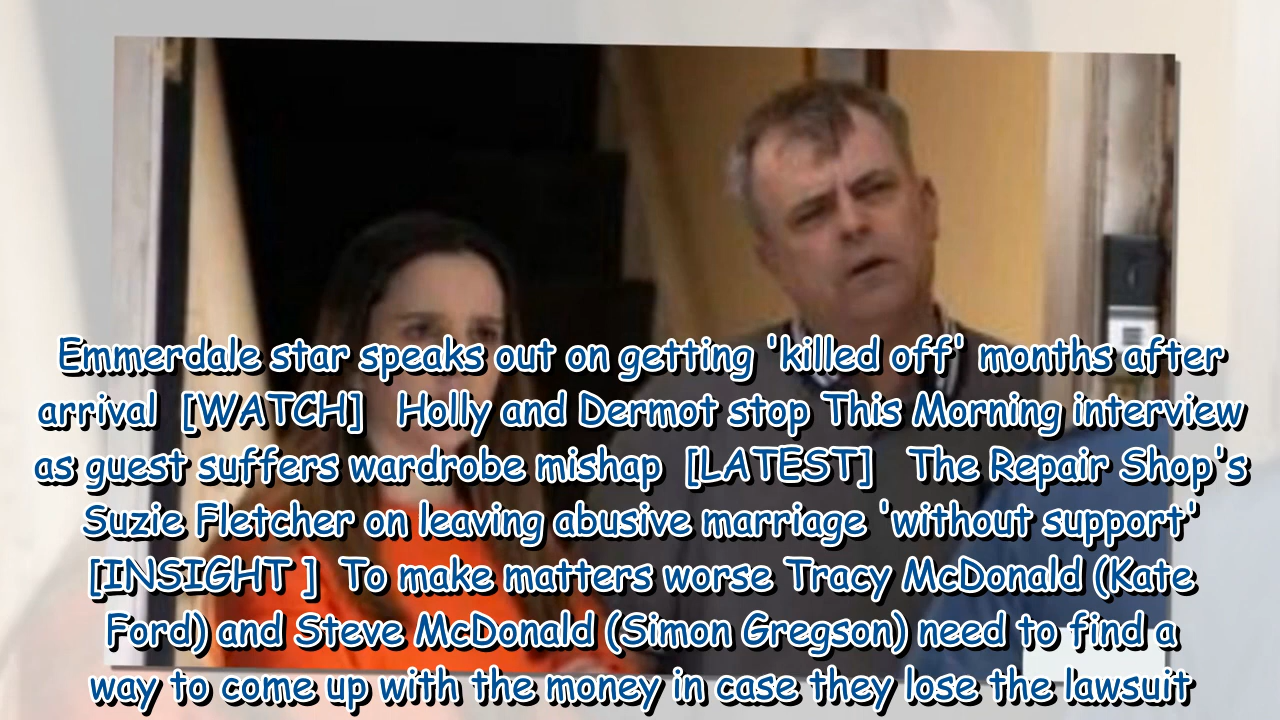 Emmerdale star speaks out on getting 'killed off' months after
arrival [WATCH] Holly and Dermot stop This Morning interview
as guest suffers wardrobe mishap [LATEST] The Repair Shop's
Suzie Fletcher on leaving abusive marriage 'without support'
[INSIGHT ] To make matters worse Tracy McDonald (Kate
Ford) and Steve McDonald (Simon Gregson) need to find a
way to come up with the money in case they lose the lawsuit